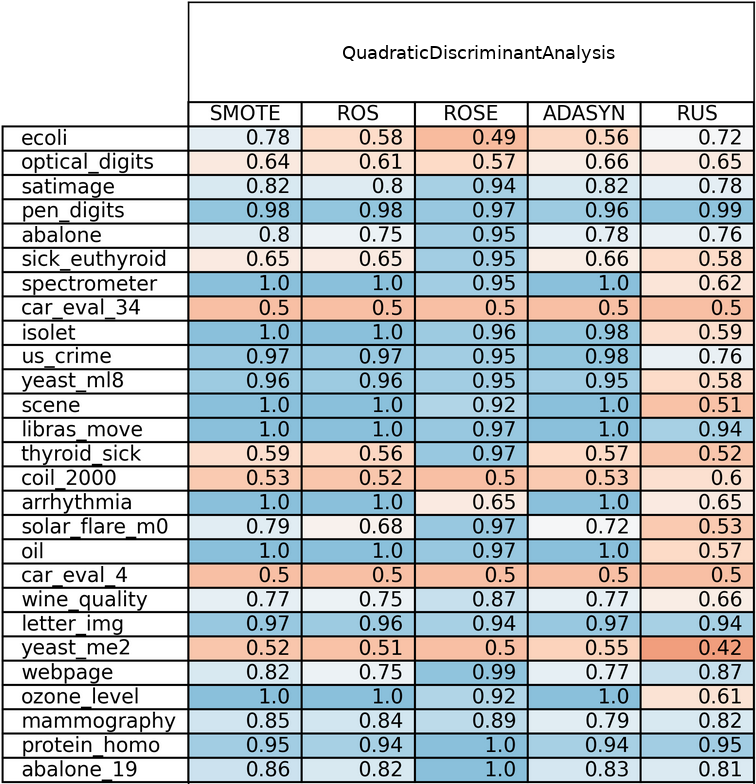 QuadraticDiscriminantAnalysis
SMOTE ROS ROSE ADASYN RUS
ecoli 0.78 0.58 0.49 0.56 0.72
optical_digits 0.64 0.61 0.57 0.66 0.65
satimage 0.82 0.8 0.94 0.82 0.78
pen_digits 0.98 0.98 0.97 0.96 0.99
abalone 0.8 0.75 0.95 0.78 0.76
sick_euthyroid 0.65 0.65 0.95 0.66 0.58
spectrometer 1.0 1.0 0.95 1.0 0.62
car_eval_34 0.5 0.5 0.5 0.5 0.5
isolet 1.0 1.0 0.96 0.98 0.59
us_crime 0.97 0.97 0.95 0.98 0.76
yeast_ml8 0.96 0.96 0.95 0.95 0.58
scene 1.0 1.0 0.92 1.0 0.51
libras_move 1.0 1.0 0.97 1.0 0.94
thyroid_sick 0.59 0.56 0.97 0.57 0.52
coil_2000 0.53 0.52 0.5 0.53 0.6
arrhythmia 1.0 1.0 0.65 1.0 0.65
solar_flare_m0 0.79 0.68 0.97 0.72 0.53
oil 1.0 1.0 0.97 1.0 0.57
car_eval_4 0.5 0.5 0.5 0.5 0.5
wine_quality 0.77 0.75 0.87 0.77 0.66
letter_img 0.97 0.96 0.94 0.97 0.94
yeast_me2 0.52 0.51 0.5 0.55 0.42
webpage 0.82 0.75 0.99 0.77 0.87
ozone_level 1.0 1.0 0.92 1.0 0.61
mammography 0.85 0.84 0.89 0.79 0.82
protein_homo 0.95 0.94 1.0 0.94 0.95
abalone_19 0.86 0.82 1.0 0.83 0.81